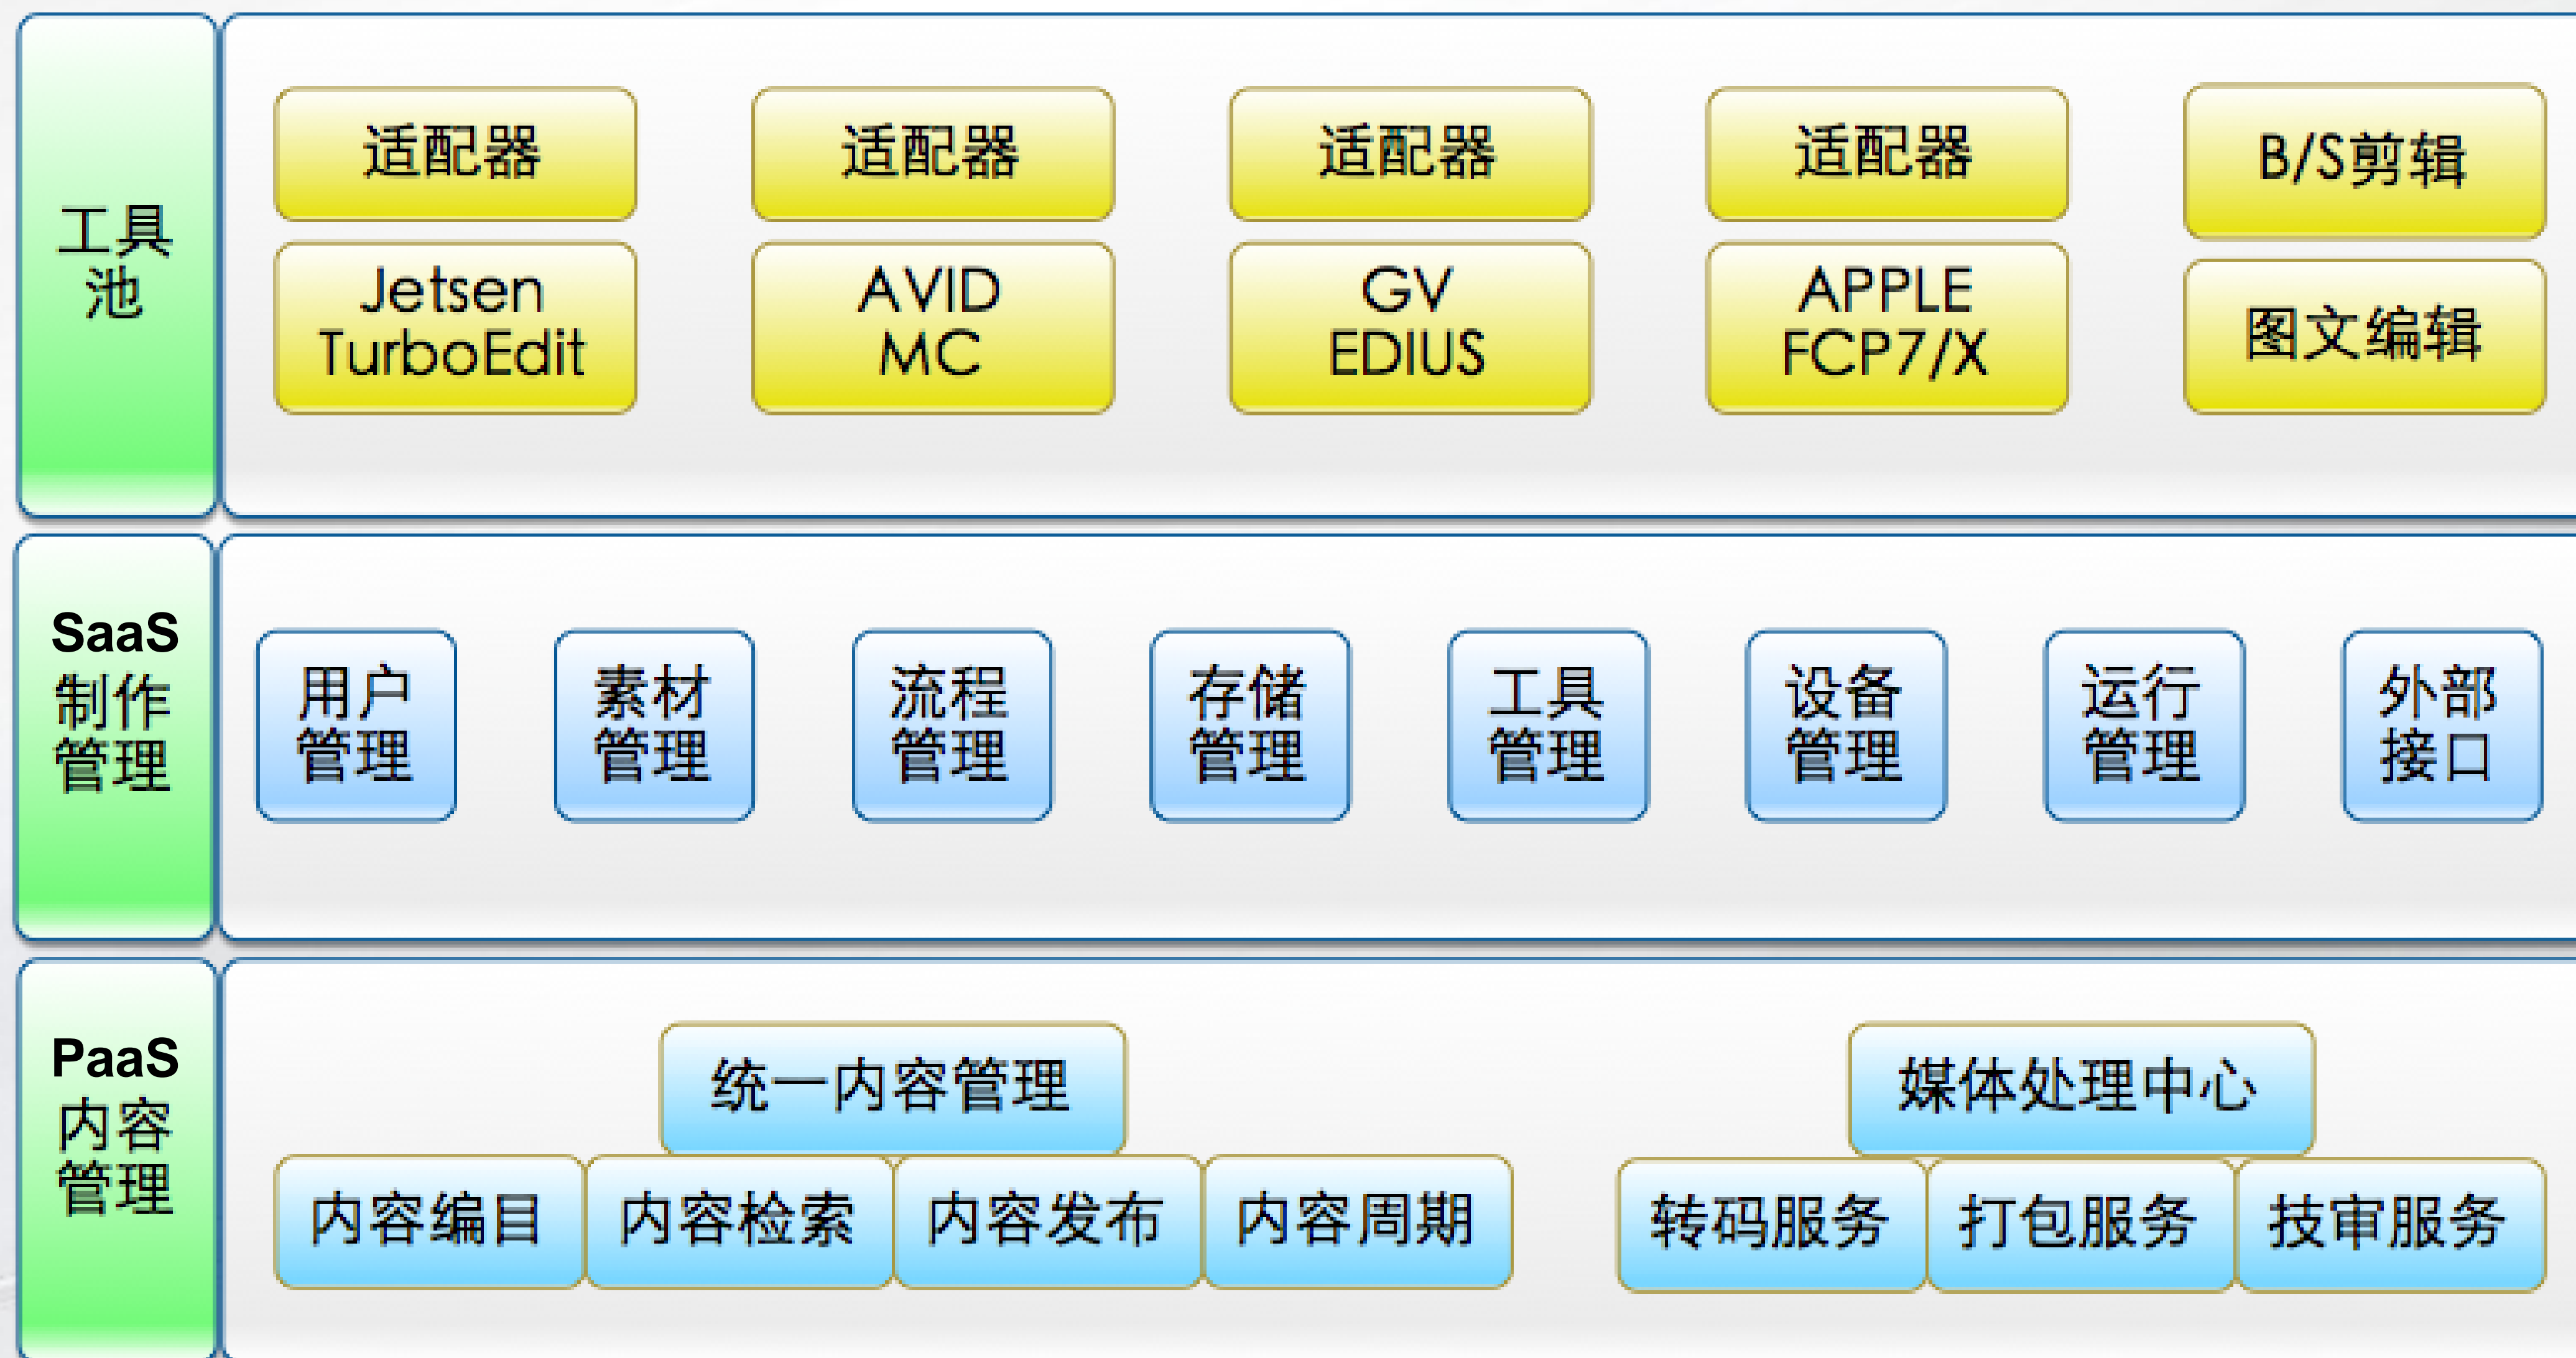 工具
池
适配器
适配器
适配器
适配器
B/S剪辑
Jetsen
TurboEdit
AVID
MC
GV
EDIUS
APPLE
FCP7/X
图文编辑
SaaS
制作
管理
用户
管理
素材
管理
流程
管理
存储
管理
工具
管理
设备
管理
运行
管理
外部
接口
PaaS
内容
管理
统一内容管理
媒体处理中心
内容编目
内容检索
内容发布
内容周期
转码服务
打包服务
技审服务